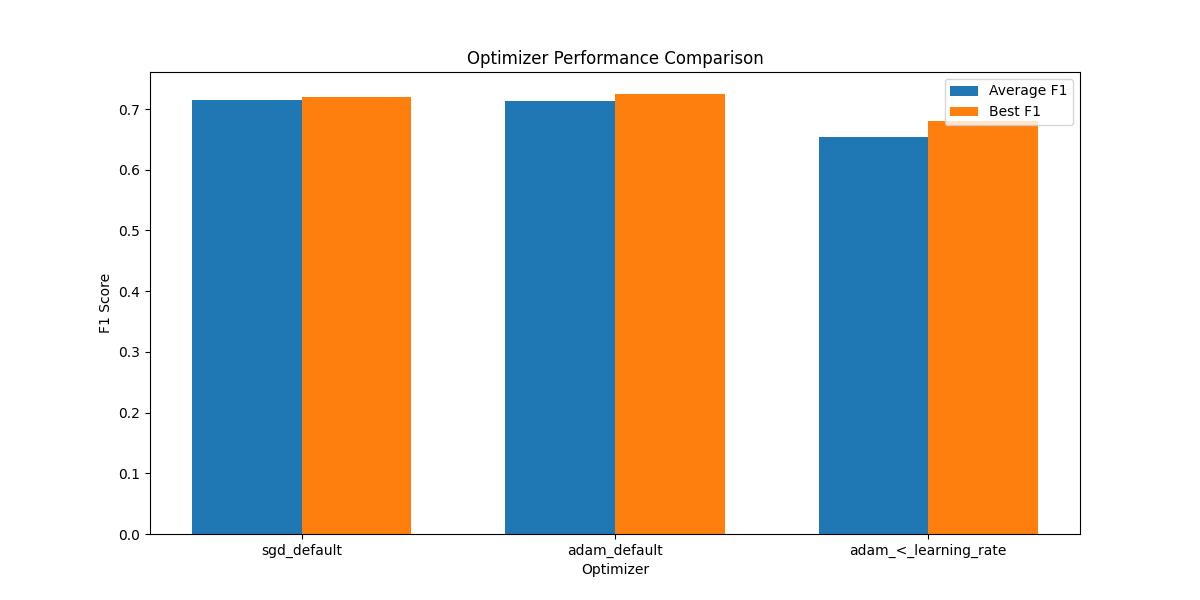 Optimizer Performance Comparison
Average F1
Best F1
F1 Score
0.7
0.6
0.5
0.4
0.3
0.2
0.1
0.0
sgd_default
adam_default
adam_<_learning_rate
Optimizer